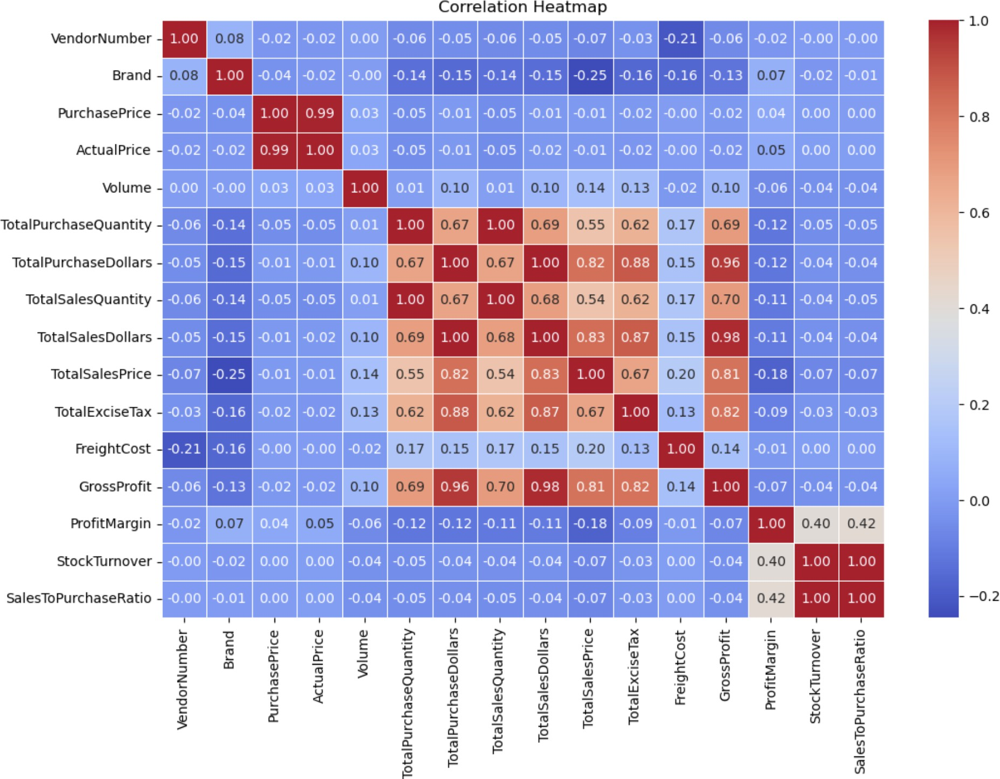 Correlation Heatmap
VendorNumber 1.00 0.08 -0.02 -0.02 0.00 -0.06 -0.05 -0.06 -0.05 -0.07 -0.03 -0.21 -0.06 -0.02 -0.00 -0.00
Brand 0.08 1.00 -0.04 -0.02 -0.00 -0.14 -0.15 -0.14 -0.15 -0.25 -0.16 -0.16 -0.13 0.07 -0.02 -0.01
PurchasePrice -0.02 -0.04 1.00 0.99 0.03 -0.05 -0.01 -0.05 -0.01 -0.01 -0.02 -0.00 -0.02 0.04 0.00 0.00
ActualPrice -0.02 -0.02 0.99 1.00 0.03 -0.05 -0.01 -0.05 -0.02 -0.01 -0.02 -0.00 -0.02 0.05 0.00 0.00
Volume 0.00 -0.00 0.03 0.03 1.00 0.01 0.10 0.01 0.10 0.14 0.13 -0.02 0.10 -0.06 -0.04 -0.04
TotalPurchaseQuantity -0.06 -0.14 -0.05 -0.05 0.01 1.00 0.67 1.00 0.69 0.55 0.62 0.17 0.69 -0.12 -0.05 -0.05
TotalPurchaseDollars -0.05 -0.15 -0.01 -0.01 0.10 0.67 1.00 0.67 1.00 0.82 0.88 0.15 0.96 -0.12 -0.04 -0.04
TotalSalesQuantity -0.06 -0.14 -0.05 -0.05 0.01 1.00 0.67 1.00 0.68 0.54 0.62 0.17 0.70 -0.11 -0.04 -0.05
TotalSalesDollars -0.05 -0.15 -0.01 -0.02 0.10 0.69 1.00 0.68 1.00 0.83 0.87 0.15 0.98 -0.11 -0.04 -0.04
TotalSalesPrice -0.07 -0.25 -0.01 -0.01 0.14 0.55 0.82 0.54 0.83 1.00 0.67 0.20 0.81 -0.18 -0.07 -0.07
TotalExciseTax -0.03 -0.16 -0.02 -0.02 0.13 0.62 0.88 0.62 0.87 0.67 1.00 0.13 0.82 -0.09 -0.03 -0.03
FreightCost -0.21 -0.16 -0.00 -0.00 -0.02 0.17 0.15 0.17 0.15 0.20 0.13 1.00 0.14 -0.01 0.00 0.00
GrossProfit -0.06 -0.13 -0.02 -0.02 0.10 0.69 0.96 0.70 0.98 0.81 0.82 0.14 1.00 -0.07 -0.04 -0.04
ProfitMargin -0.02 0.07 0.04 0.05 -0.06 -0.12 -0.12 -0.11 -0.11 -0.18 -0.09 -0.01 -0.07 1.00 0.40 0.42
StockTurnover -0.00 -0.02 0.00 0.00 -0.04 -0.05 -0.04 -0.04 -0.04 -0.07 -0.03 0.00 -0.04 0.40 1.00 1.00
SalesToPurchaseRatio -0.00 -0.01 0.00 0.00 -0.04 -0.05 -0.04 -0.05 -0.04 -0.07 -0.03 0.00 -0.04 0.42 1.00 1.00
VendorNumber
Brand
PurchasePrice
ActualPrice
Volume
TotalPurchaseQuantity
TotalPurchaseDollars
TotalSalesQuantity
TotalSalesDollars
TotalSalesPrice
TotalExciseTax
FreightCost
GrossProfit
ProfitMargin
StockTurnover
SalesToPurchaseRatio
1.0
0.8
0.6
0.4
0.2
0.0
−0.2